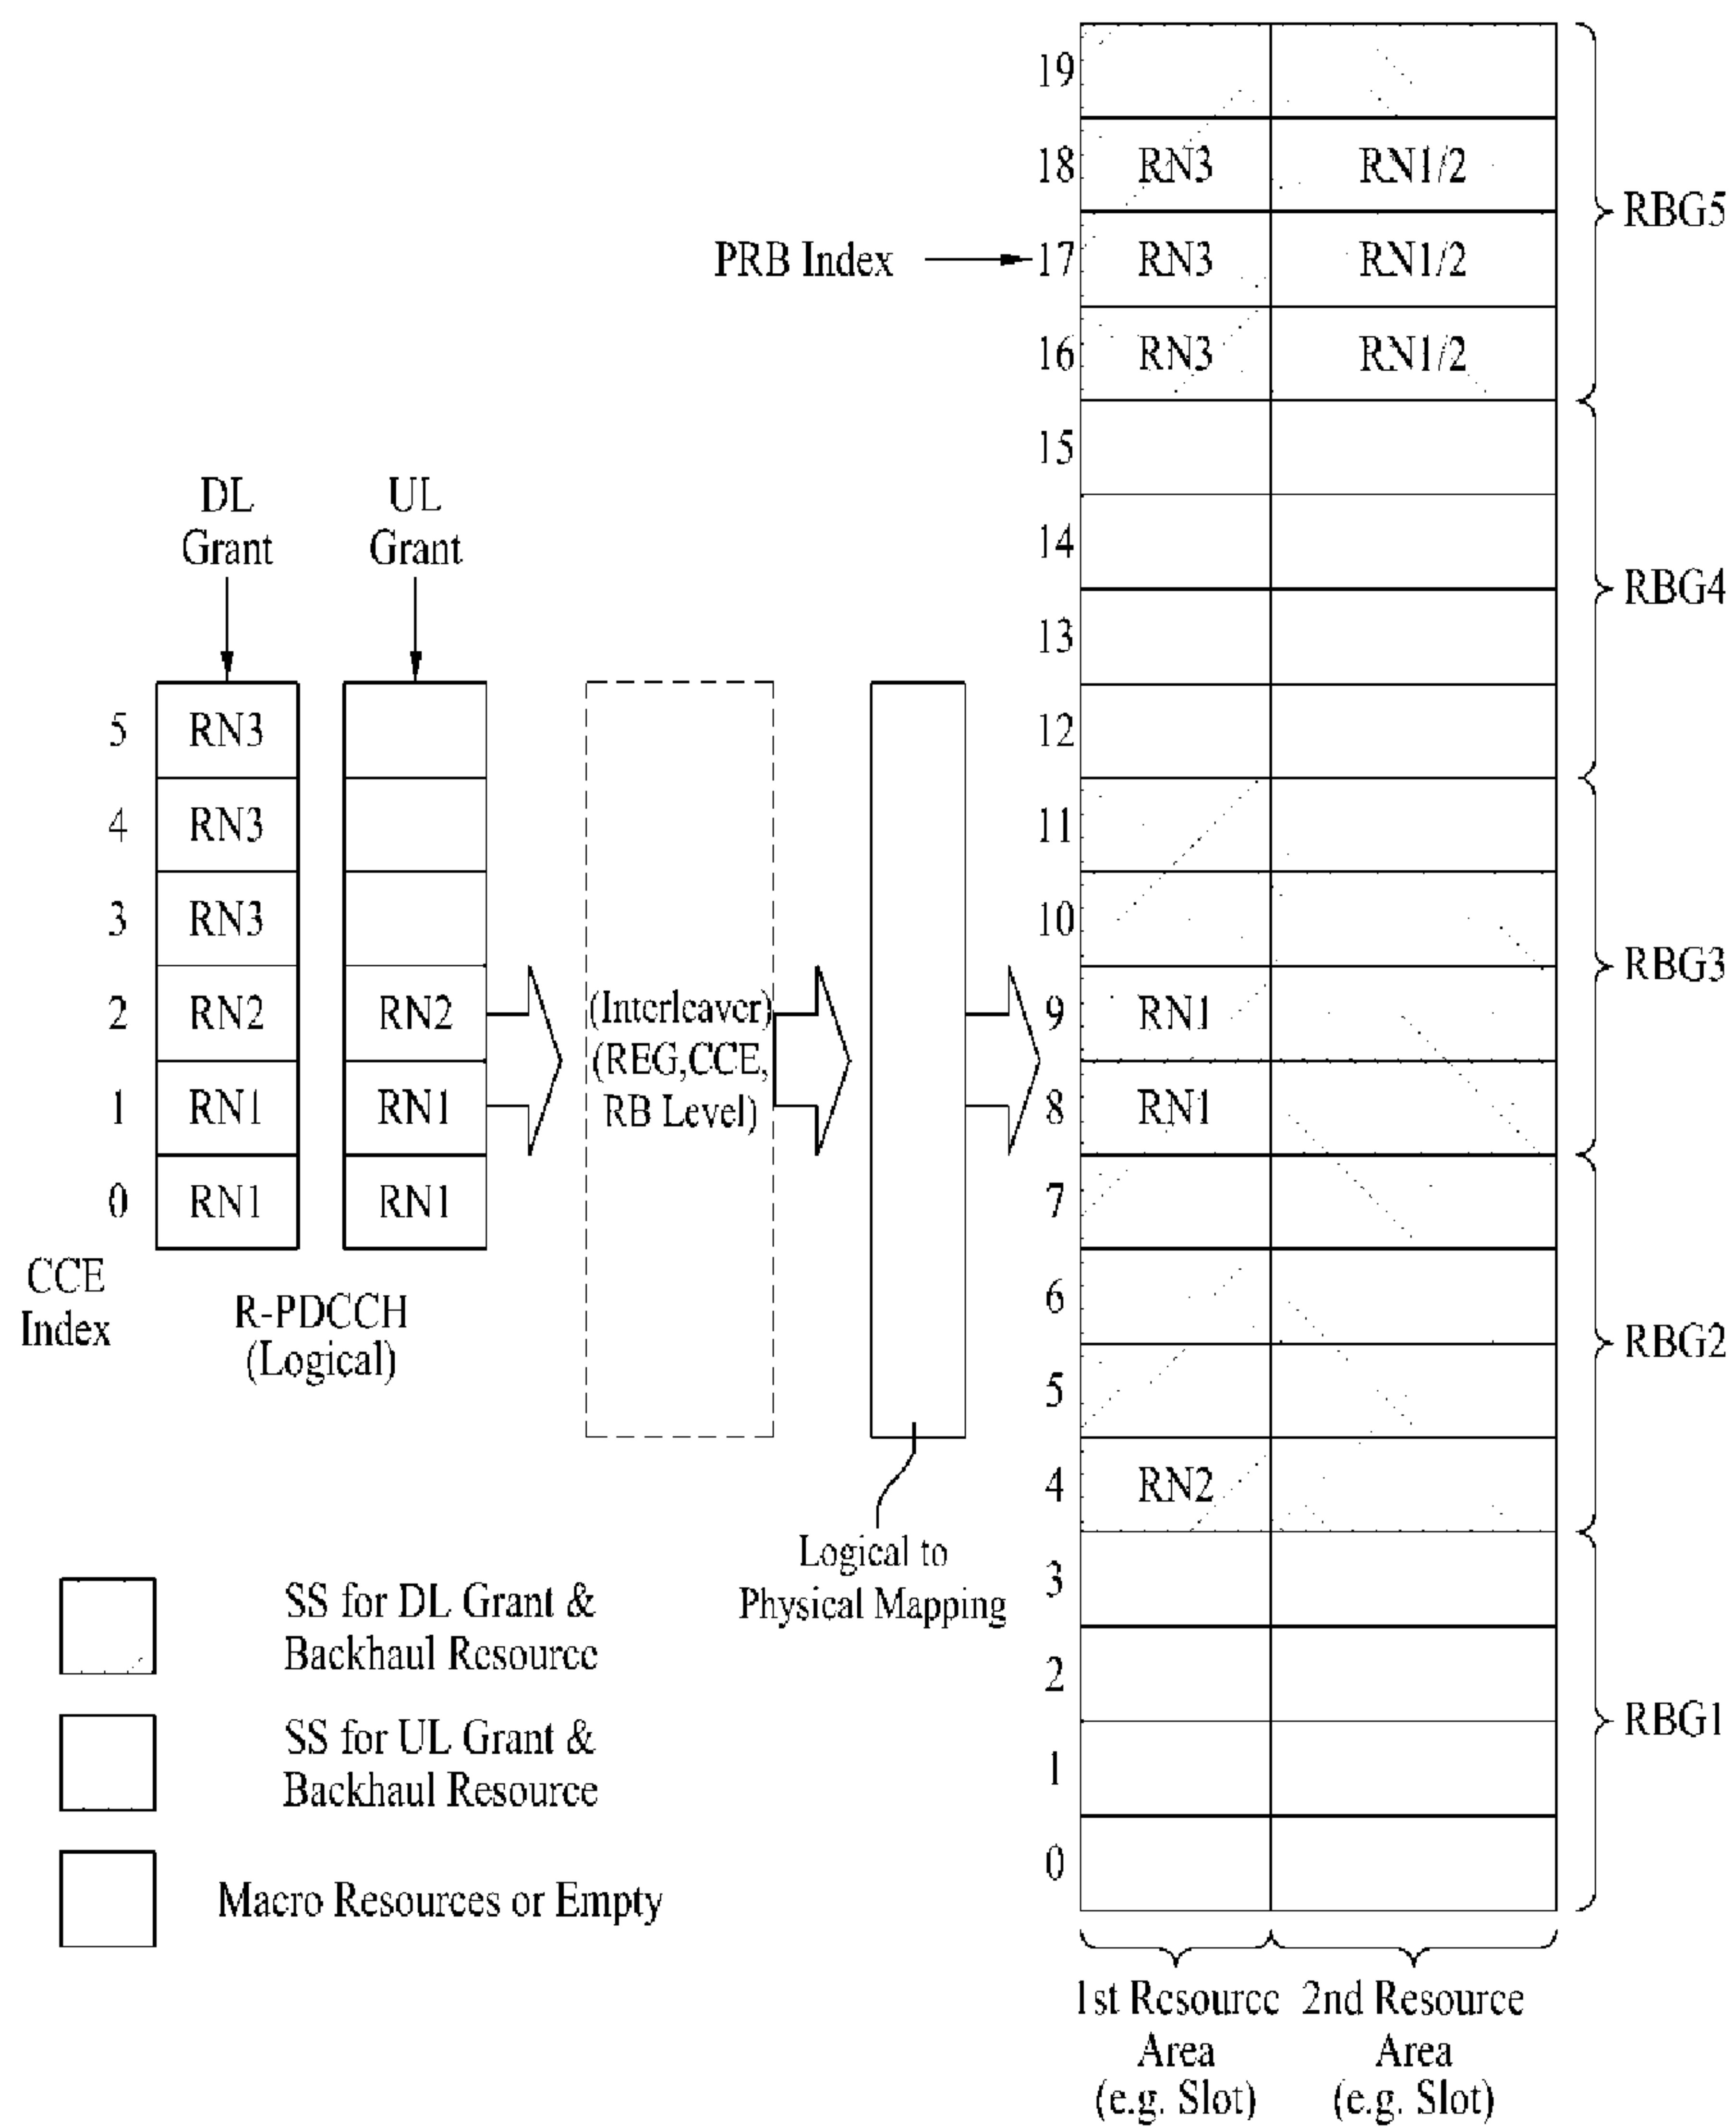 19
18 RN3 RN1/2
RBG5
PRB Index 17 RN3 RN1/2
16 RN3 RN1/2
15
14
RBG4
13
12
DL Grant
UL Grant
5 RN3
4 RN3
3 RN3
2 RN2 RN2
1 RN1 RN1
0 RN1 RN1
CCE
Index
R-PDCCH
(Logical)
(Interleaver)
(REG,CCE,
RB Level)
Logical to
Physical Mapping
11
10
RBG3
9 RN1
8 RN1
7
6
RBG2
5
4 RN2
3
2
RBG1
1
0
1st Resource
Area
(e.g. Slot)
2nd Resource
Area
(e.g. Slot)
SS for DL Grant &
Backhaul Resource
SS for UL Grant &
Backhaul Resource
Macro Resources or Empty